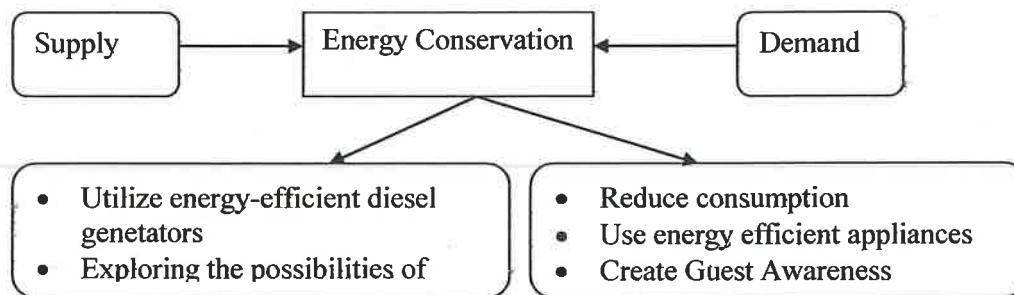 Supply
Energy Conservation
Demand
• Utilize energy-efficient diesel
genetators
• Exploring the possibilities of
• Reduce consumption
• Use energy efficient appliances
• Create Guest Awareness